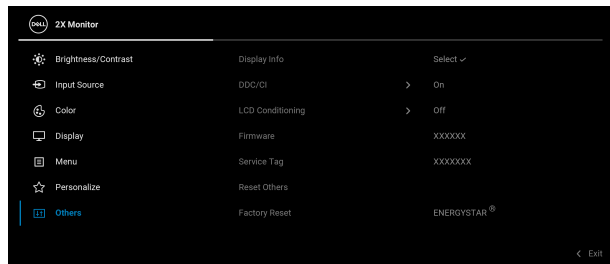 DELL 2X Monitor
Brightness/Contrast Display Info Select
Input Source DDC/CI > On
Color LCD Conditioning > Off
Display Firmware XXXXXX
Menu Service Tag XXXXXXX
Personalize Reset Others
Others Factory Reset ENERGYSTAR ®
< Exit